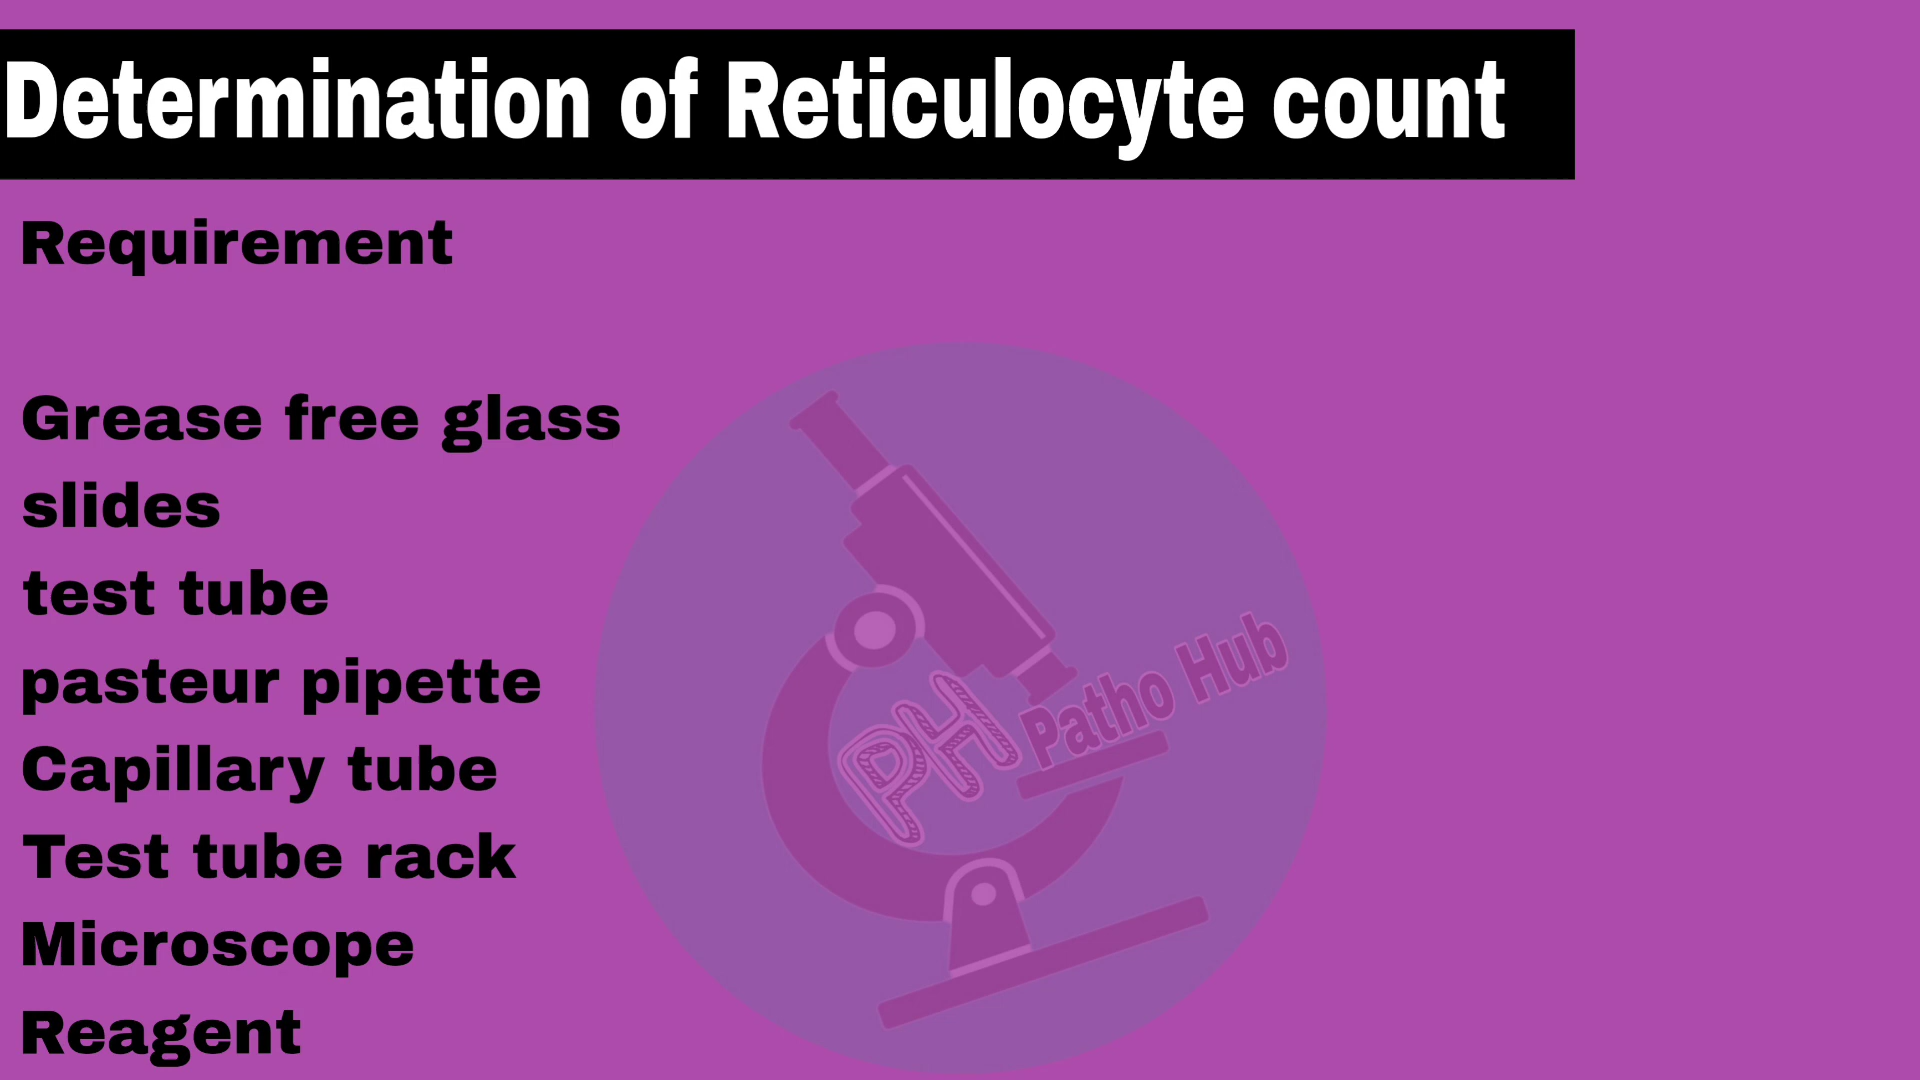 Determination of Reticulocyte count
Requirement
Grease free glass
slides
test tube
pasteur pipette
Capillary tube
Test tube rack
Microscope
Reagent
PH
Patho Hub